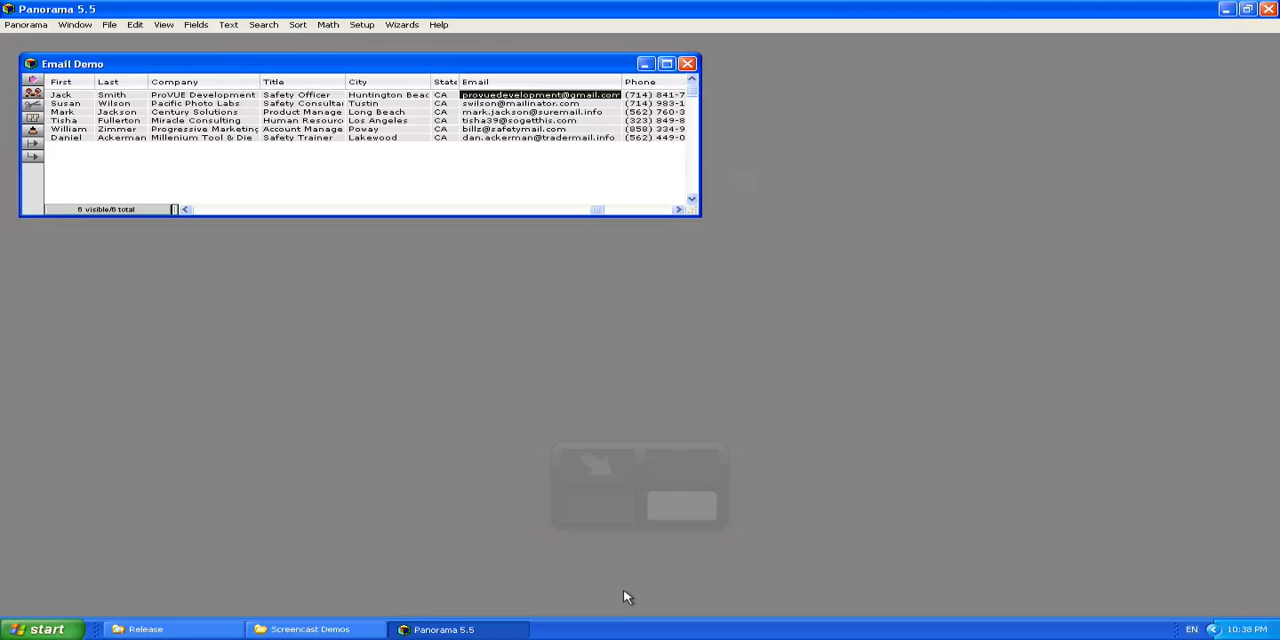 Panorama 5.5
Panorama Window File Edit View Fields Text Search Sort Math Setup Wizards Help
Email Demo
First Last Company Title City State Email Phone
Jack Smith ProVUE Development Safety Officer Huntington Beac CA provuedevelopment@gmail.com (714) 841-7
Susan Wilson Pacific Photo Labs Safety Consultar Tustin CA swilson@mailinator.com (714) 983-1
Mark Jackson Century Solutions Product Manage Long Beach CA mark.jackson@suremail.info (562) 760-3
Tisha Fullerton Miracle Consulting Human Resource Los Angeles CA tisha39@sogetthis.com (323) 849-8
William Zimmer Progressive Marketing Account Manage Poway CA billz@safetymail.com (858) 334-9
Daniel Ackerman Millenium Tool & Die Safety Trainer Lakewood CA dan.ackerman@tradermail.info (562) 449-0
6 visible/6 total
start Release Screencast Demos Panorama 5.5 EN 10:38 PM